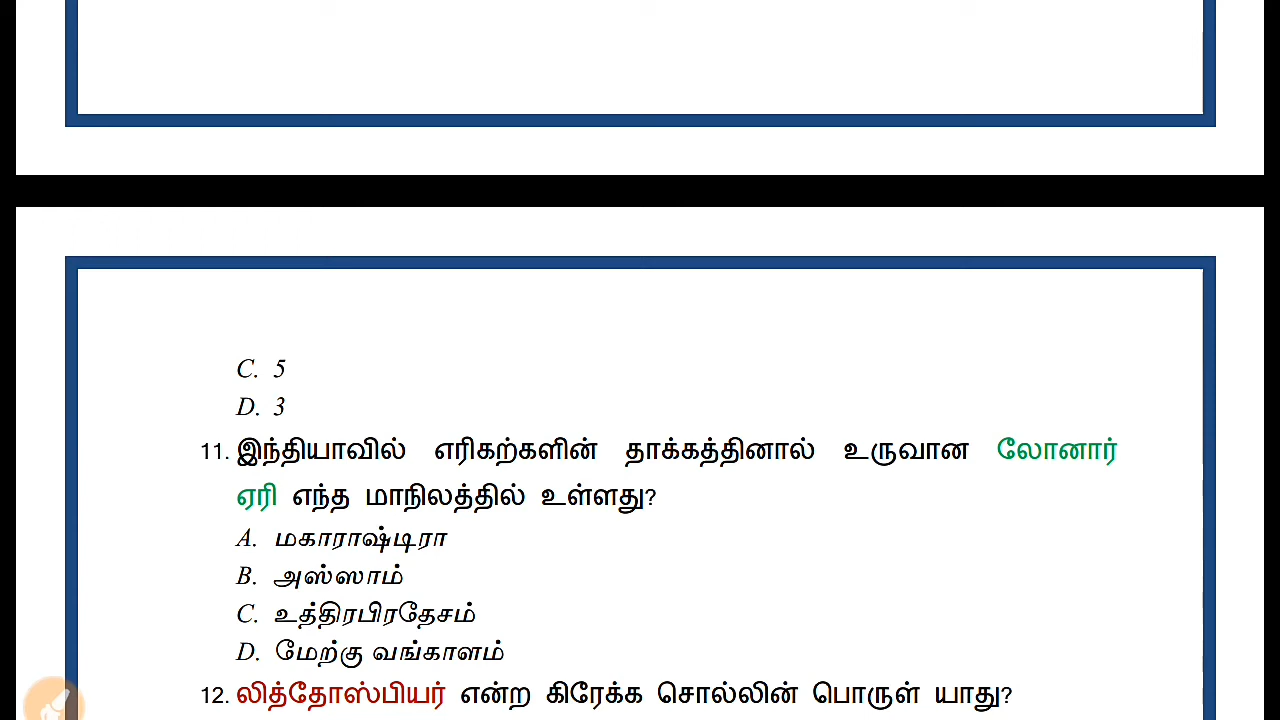 C. 5
D. 3
11. இந்தியாவில் எரிகற்களின் தாக்கத்தினால் உருவான லோனார்
ஏரி எந்த மாநிலத்தில் உள்ளது?
A. மகாராஷ்டிரா
B. அஸ்ஸாம்
C. உத்திரபிரதேசம்
D. மேற்கு வங்காளம்
12. லித்தோஸ்பியர் என்ற கிரேக்க சொல்லின் பொருள் யாது?